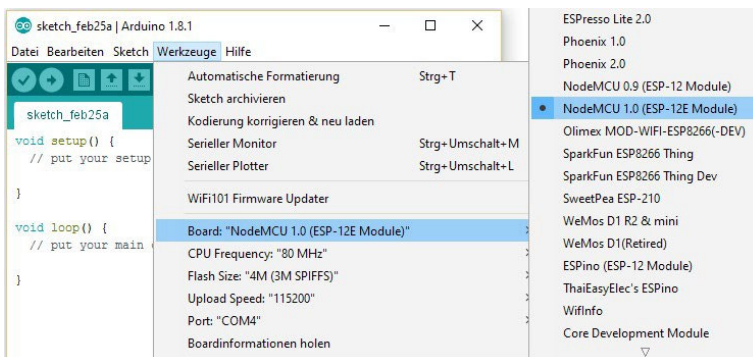 sketch_feb25a | Arduino 1.8.1
Datei Bearbeiten Sketch Werkzeuge Hilfe
sketch_feb25a
void setup() {
// put your setup
}
void loop() {
// put your main
}
Automatische Formatierung Strg+T
Sketch archivieren
Kodierung korrigieren & neu laden
Serieller Monitor Strg+Umschalt+M
Serieller Plotter Strg+Umschalt+L
WiFi101 Firmware Updater
Board: "NodeMCU 1.0 (ESP-12E Module)"
CPU Frequency: "80 MHz"
Flash Size: "4M (3M SPIFFS)"
Upload Speed: "115200"
Port: "COM4"
Boardinformationen holen
ESPresso Lite 2.0
Phoenix 1.0
Phoenix 2.0
NodeMCU 0.9 (ESP-12 Module)
NodeMCU 1.0 (ESP-12E Module)
Olimex MOD-WIFI-ESP8266(-DEV)
SparkFun ESP8266 Thing
SparkFun ESP8266 Thing Dev
SweetPea ESP-210
WeMos D1 R2 & mini
WeMos D1(Retired)
ESPino (ESP-12 Module)
ThaiEasyElec's ESPino
WifInfo
Core Development Module